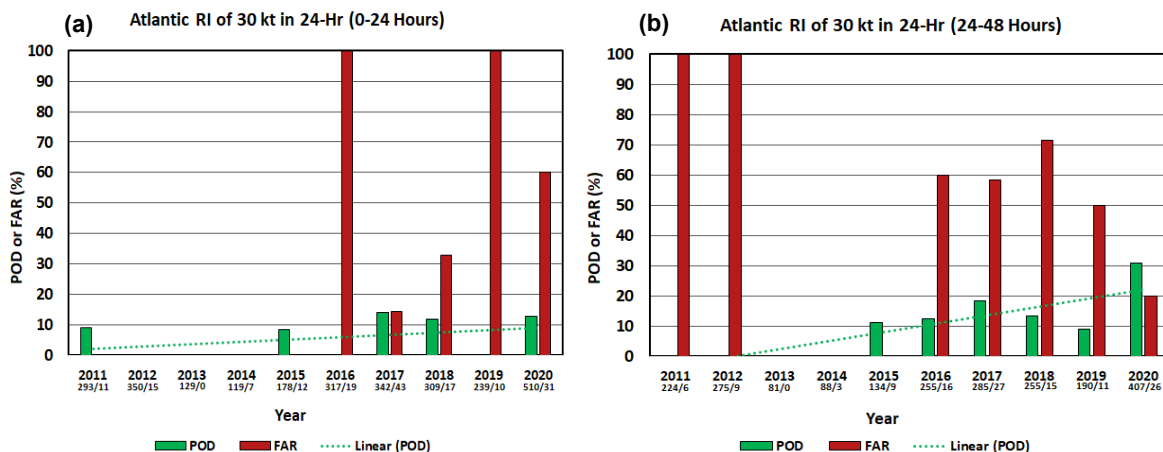 (a) Atlantic RI of 30 kt in 24-Hr (0-24 Hours)
100
90
80
70
60
50
40
30
20
10
0
POD or FAR (%)
2011 2012 2013 2014 2015 2016 2017 2018 2019 2020
293/11 350/15 129/0 119/7 178/12 317/19 342/43 309/17 239/10 510/31
Year
POD FAR Linear (POD)
(b) Atlantic RI of 30 kt in 24-Hr (24-48 Hours)
100
90
80
70
60
50
40
30
20
10
0
POD or FAR (%)
2011 2012 2013 2014 2015 2016 2017 2018 2019 2020
224/6 275/9 81/0 88/3 134/9 255/16 285/27 255/15 190/11 407/26
Year
POD FAR Linear (POD)